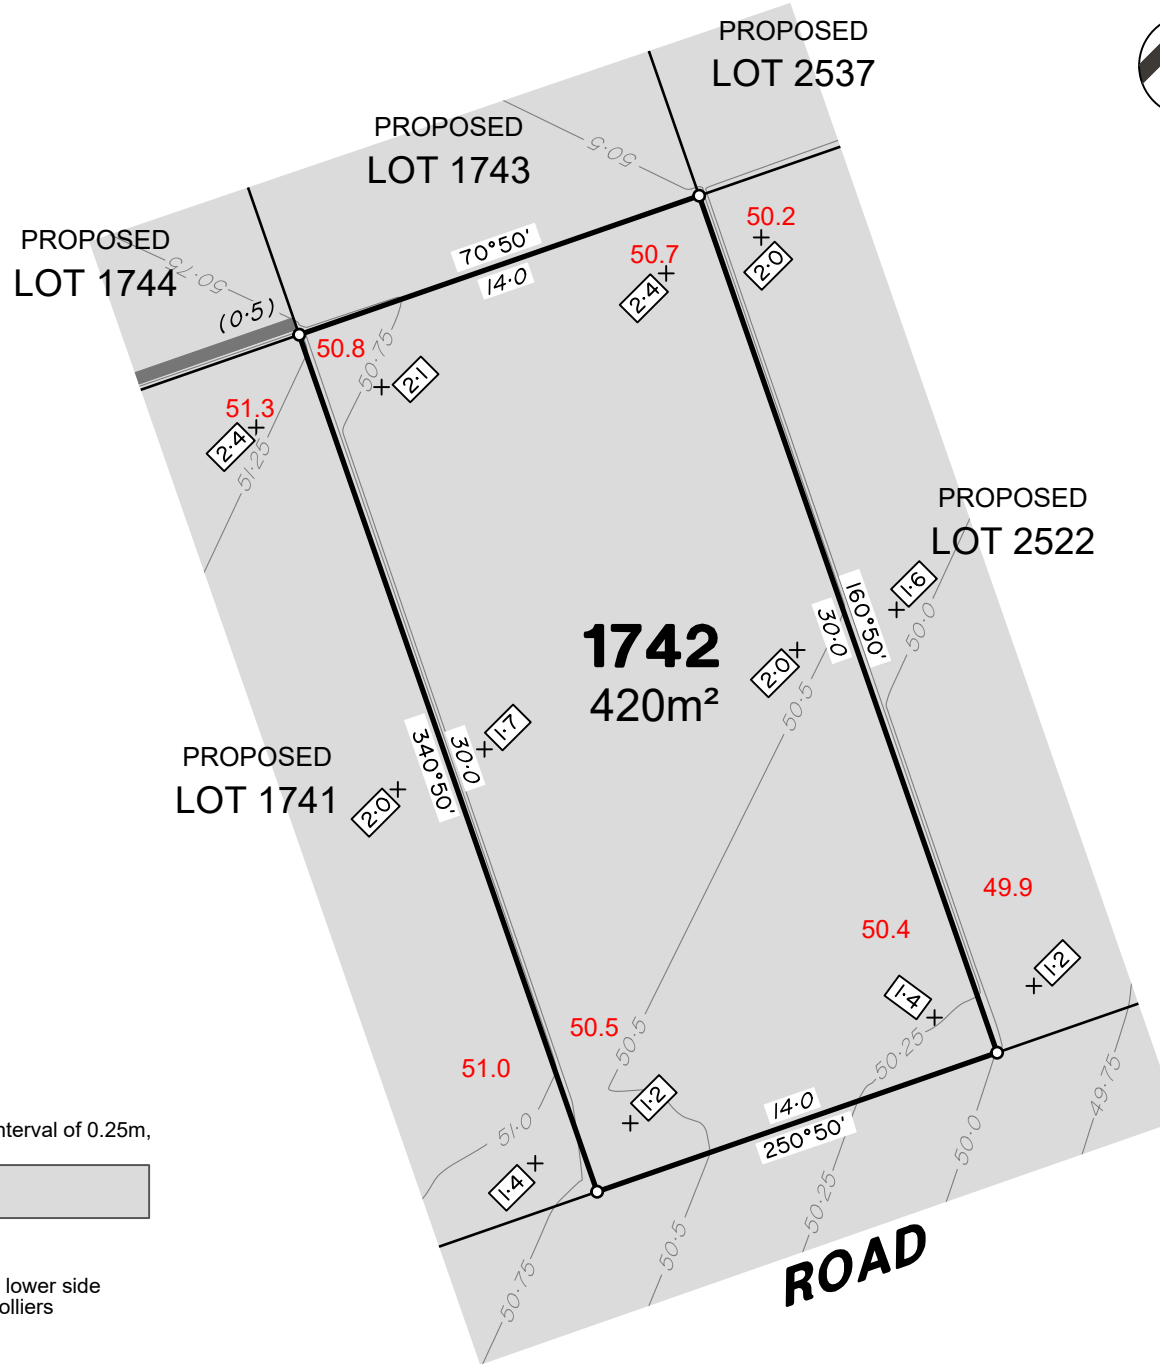 PROPOSED
LOT 2537
PROPOSED
LOT 1743
50·5
PROPOSED
LOT 1744
50·75
(0·5)
70°50'
14·0
50.7
2·4
50.2
2·0
50.8
50·75
2·1
51.3
2·4
51·25
PROPOSED
LOT 2522
1·6
50·0
160°50'
30·0
1742
420m²
2·0
50·5
1·7
30·0
340°50'
PROPOSED
LOT 1741
2·0
49.9
50.4
1·2
1·4
50·25
50.5
50·5
51.0
51·0
1·2
1·4
14·0
250°50'
49·75
50·0
50·25
50·5
50·75
ROAD
nterval of 0.25m,
lower side
olliers